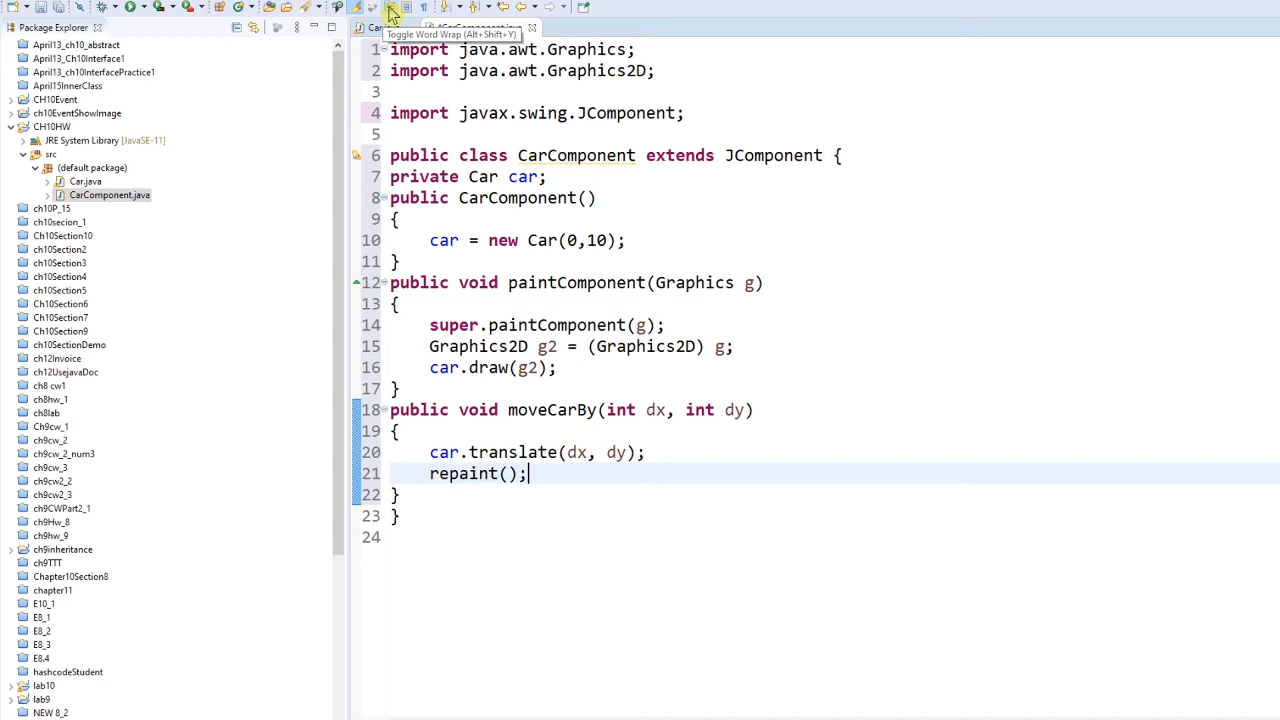 Package Explorer
Car
*CarComponent.java
Toggle Word Wrap (Alt+Shift+Y)
April13_ch10_abstract
April13_Ch10Interface1
April13_ch10InterfacePractice1
April15InnerClass
CH10Event
ch10EventShowImage
CH10HW
JRE System Library [JavaSE-11]
src
(default package)
Car.java
CarComponent.java
ch10P_15
ch10secion_1
Ch10Section10
ch10Section2
ch10Section3
ch10Section4
ch10Section5
Ch10Section6
Ch10Section7
Ch10Section9
ch10SectionDemo
ch12Invoice
ch12UsejavaDoc
ch8 cw1
ch8hw_1
ch8lab
Ch9cw_1
ch9cw_2
ch9cw_2_num3
ch9cw_3
ch9cw2_2
ch9cw2_3
ch9CWPart2_1
ch9Hw_8
ch9hw_9
ch9inheritance
ch9TTT
Chapter10Section8
chapter11
E10_1
E8_1
E8_2
E8_3
E8.4
hashcodeStudent
lab10
lab9
NEW 8_2
1 import java.awt.Graphics;
2 import java.awt.Graphics2D;
3
4 import javax.swing.JComponent;
5
6 public class CarComponent extends JComponent {
7 private Car car;
8 public CarComponent()
9 {
10 car = new Car(0,10);
11 }
12 public void paintComponent(Graphics g)
13 {
14 super.paintComponent(g);
15 Graphics2D g2 = (Graphics2D) g;
16 car.draw(g2);
17 }
18 public void moveCarBy(int dx, int dy)
19 {
20 car.translate(dx, dy);
21 repaint();
22 }
23 }
24